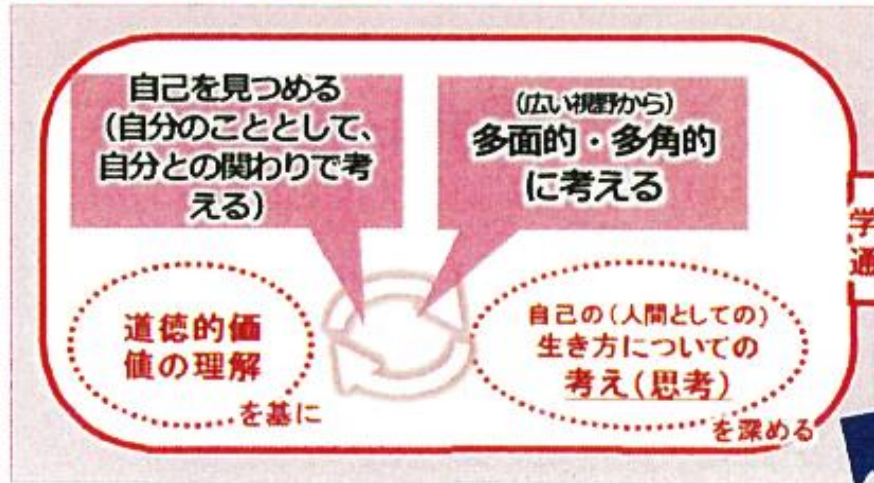 自己を見つめる
(自分のこととして、
自分との関わりで考
える)
(広い視野から)
多面的・多角的
に考える
学
通
道徳的価
値の理解
を基に
自己の(人間としての)
生き方についての
考え(思考)
を深める